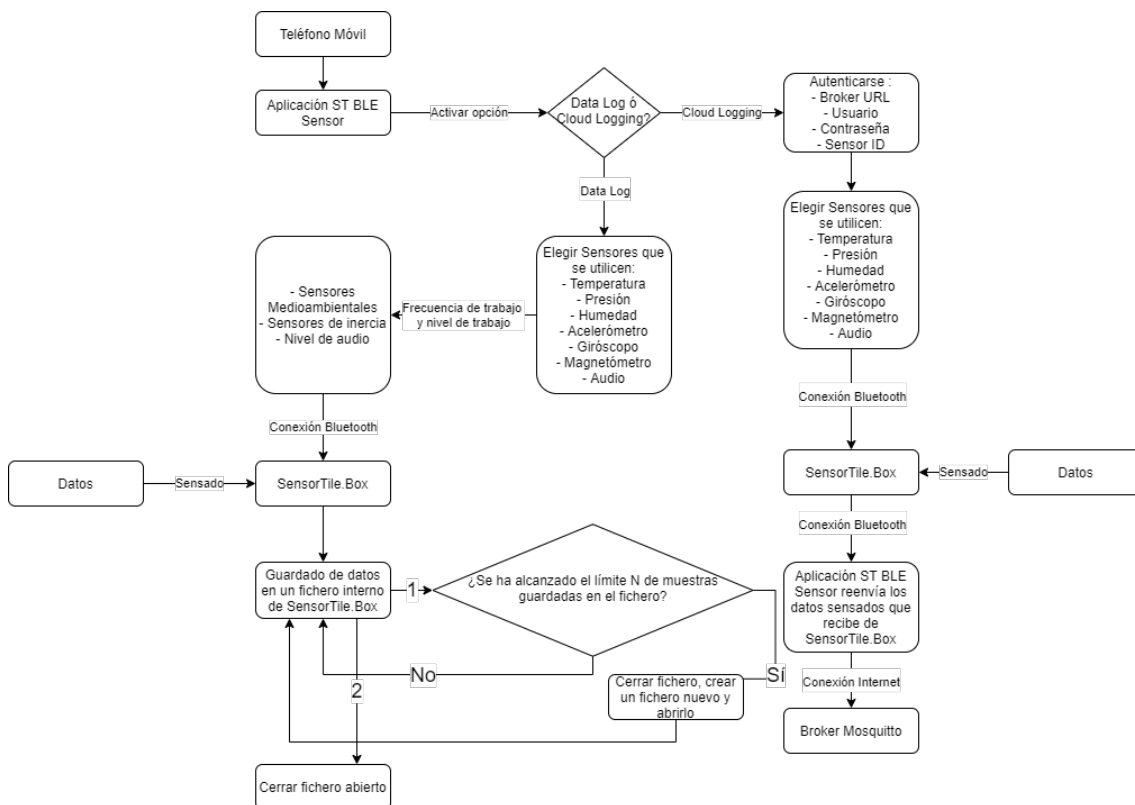 Teléfono Móvil
Aplicación ST BLE
Sensor
Activar opción
Data Log ó
Cloud Logging?
Cloud Logging
Autenticarse :
- Broker URL
- Usuario
- Contraseña
- Sensor ID
Data Log
Elegir Sensores que
se utilicen:
- Temperatura
- Presión
- Humedad
- Acelerómetro
- Giróscopo
- Magnetómetro
- Audio
Elegir Sensores que
se utilicen:
- Temperatura
- Presión
- Humedad
- Acelerómetro
- Giróscopo
- Magnetómetro
- Audio
Frecuencia de trabajo
y nivel de trabajo
- Sensores
Medioambientales
- Sensores de inercia
- Nivel de audio
Conexión Bluetooth
Conexión Bluetooth
Datos
Sensado
SensorTile.Box
SensorTile.Box
Sensado
Datos
Conexión Bluetooth
Guardado de datos
en un fichero interno
de SensorTile.Box
1
¿Se ha alcanzado el límite N de muestras
guardadas en el fichero?
Aplicación ST BLE
Sensor reenvía los
datos sensados que
recibe de
SensorTile.Box
No
Sí
2
Cerrar fichero, crear
un fichero nuevo y
abrirlo
Conexión Internet
Broker Mosquitto
Cerrar fichero abierto